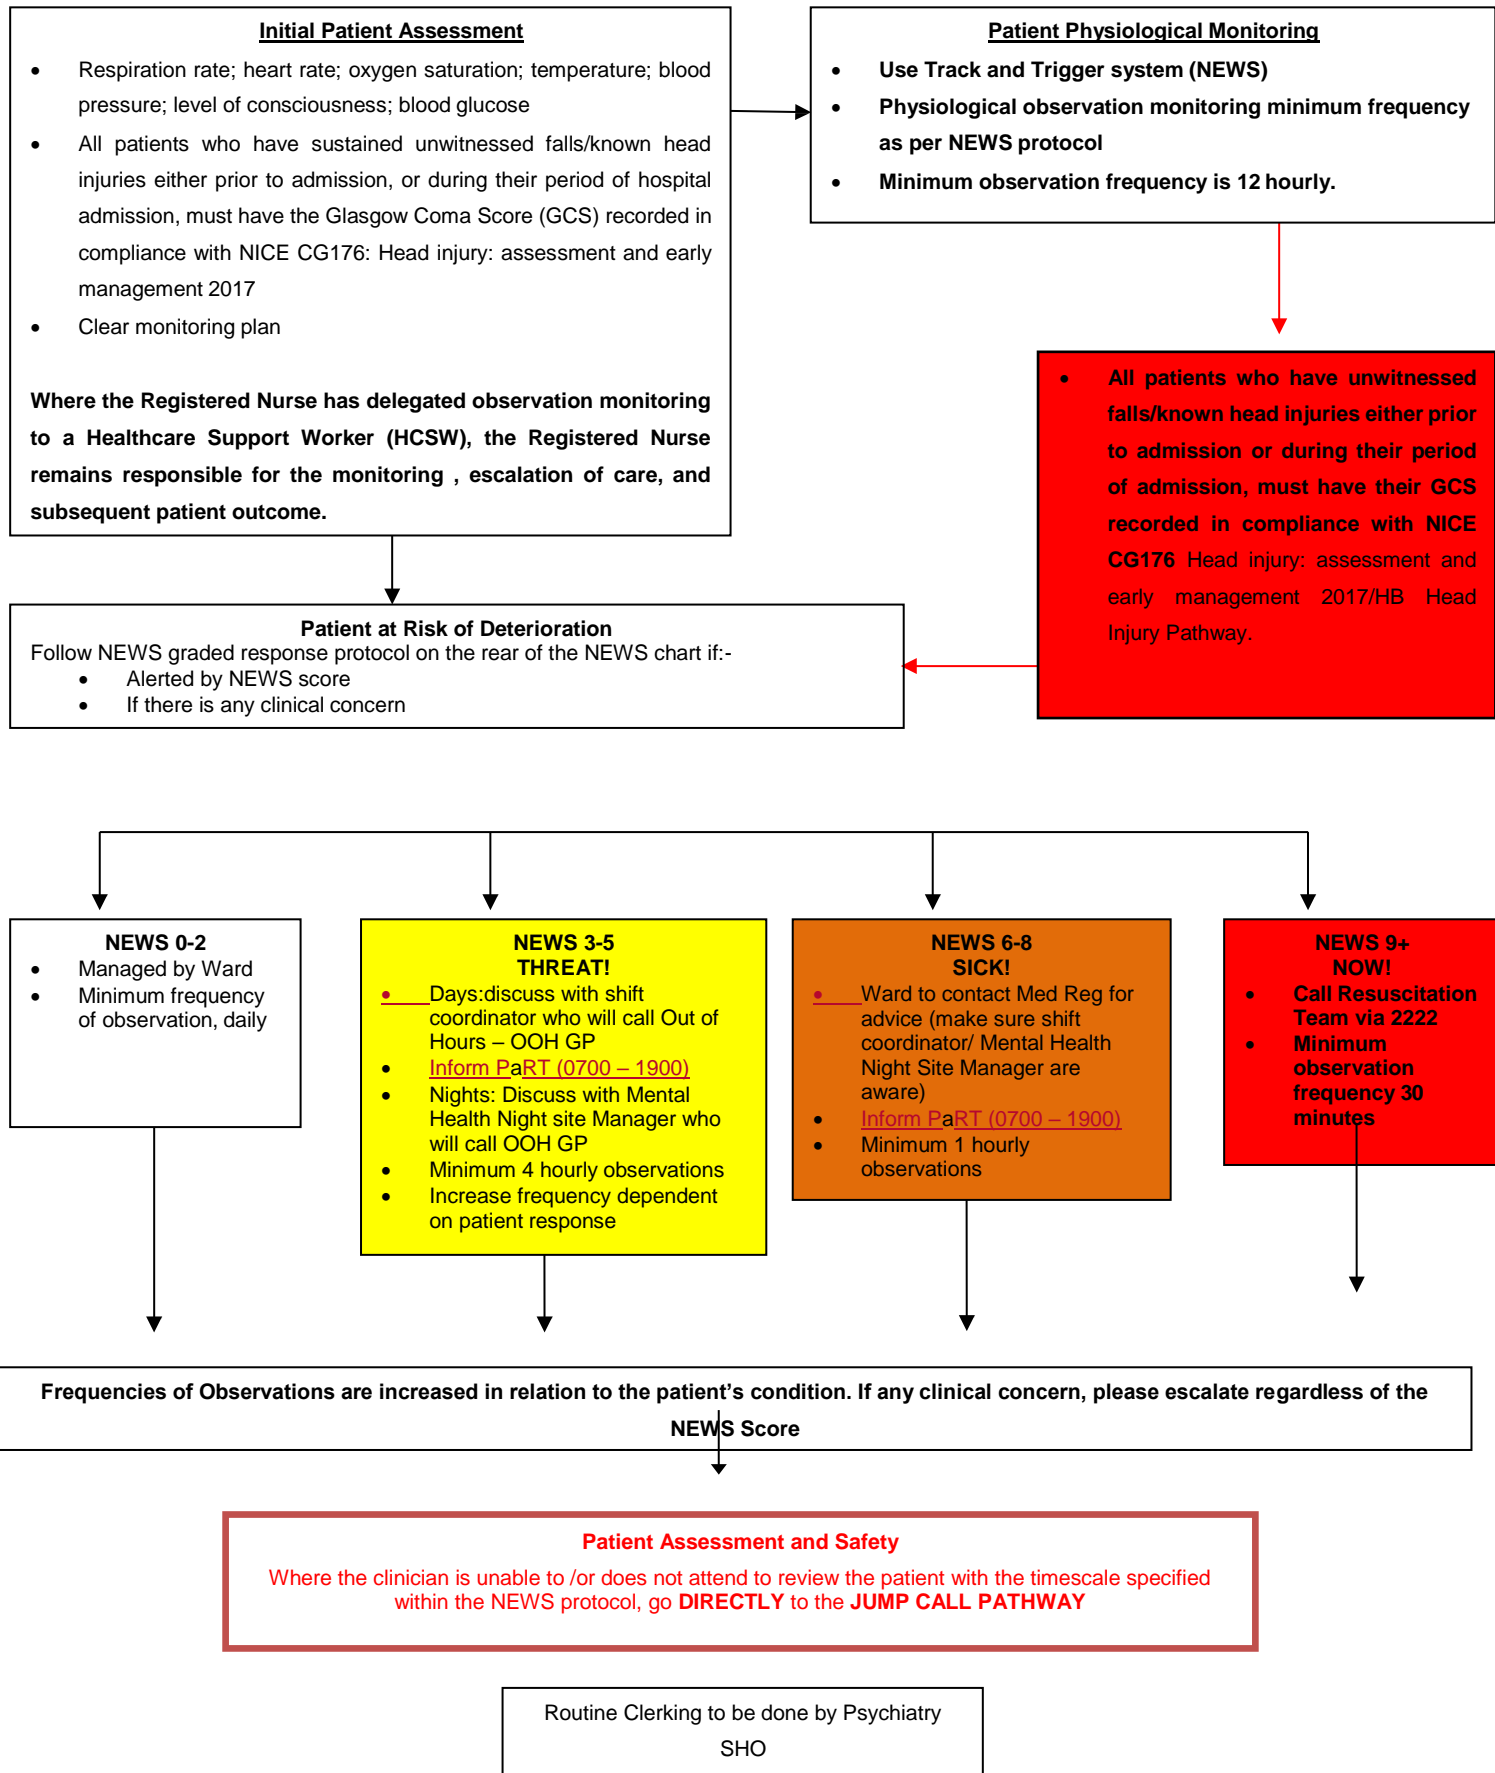 Initial Patient Assessment
• Respiration rate; heart rate; oxygen saturation; temperature; blood
pressure; level of consciousness; blood glucose
• All patients who have sustained unwitnessed falls/known head
injuries either prior to admission, or during their period of hospital
admission, must have the Glasgow Coma Score (GCS) recorded in
compliance with NICE CG176: Head injury: assessment and early
management 2017
• Clear monitoring plan
Where the Registered Nurse has delegated observation monitoring
to a Healthcare Support Worker (HCSW), the Registered Nurse
remains responsible for the monitoring , escalation of care, and
subsequent patient outcome.
Patient Physiological Monitoring
• Use Track and Trigger system (NEWS)
• Physiological observation monitoring minimum frequency
as per NEWS protocol
• Minimum observation frequency is 12 hourly.
• All patients who have unwitnessed
falls/known head injuries either prior
to admission or during their period
of admission, must have their GCS
recorded in compliance with NICE
CG176 Head injury: assessment and
early management 2017/HB Head
Injury Pathway.
Patient at Risk of Deterioration
Follow NEWS graded response protocol on the rear of the NEWS chart if:-
• Alerted by NEWS score
• If there is any clinical concern
NEWS 0-2
• Managed by Ward
• Minimum frequency
of observation, daily
NEWS 3-5
THREAT!
• Days:discuss with shift
coordinator who will call Out of
Hours – OOH GP
• Inform PaRT (0700 – 1900)
• Nights: Discuss with Mental
Health Night site Manager who
will call OOH GP
• Minimum 4 hourly observations
• Increase frequency dependent
on patient response
NEWS 6-8
SICK!
• Ward to contact Med Reg for
advice (make sure shift
coordinator/ Mental Health
Night Site Manager are
aware)
• Inform PaRT (0700 – 1900)
• Minimum 1 hourly
observations
NEWS 9+
NOW!
• Call Resuscitation
Team via 2222
• Minimum
observation
frequency 30
minutes
Frequencies of Observations are increased in relation to the patient's condition. If any clinical concern, please escalate regardless of the
NEWS Score
Patient Assessment and Safety
Where the clinician is unable to /or does not attend to review the patient with the timescale specified
within the NEWS protocol, go DIRECTLY to the JUMP CALL PATHWAY
Routine Clerking to be done by Psychiatry
SHO